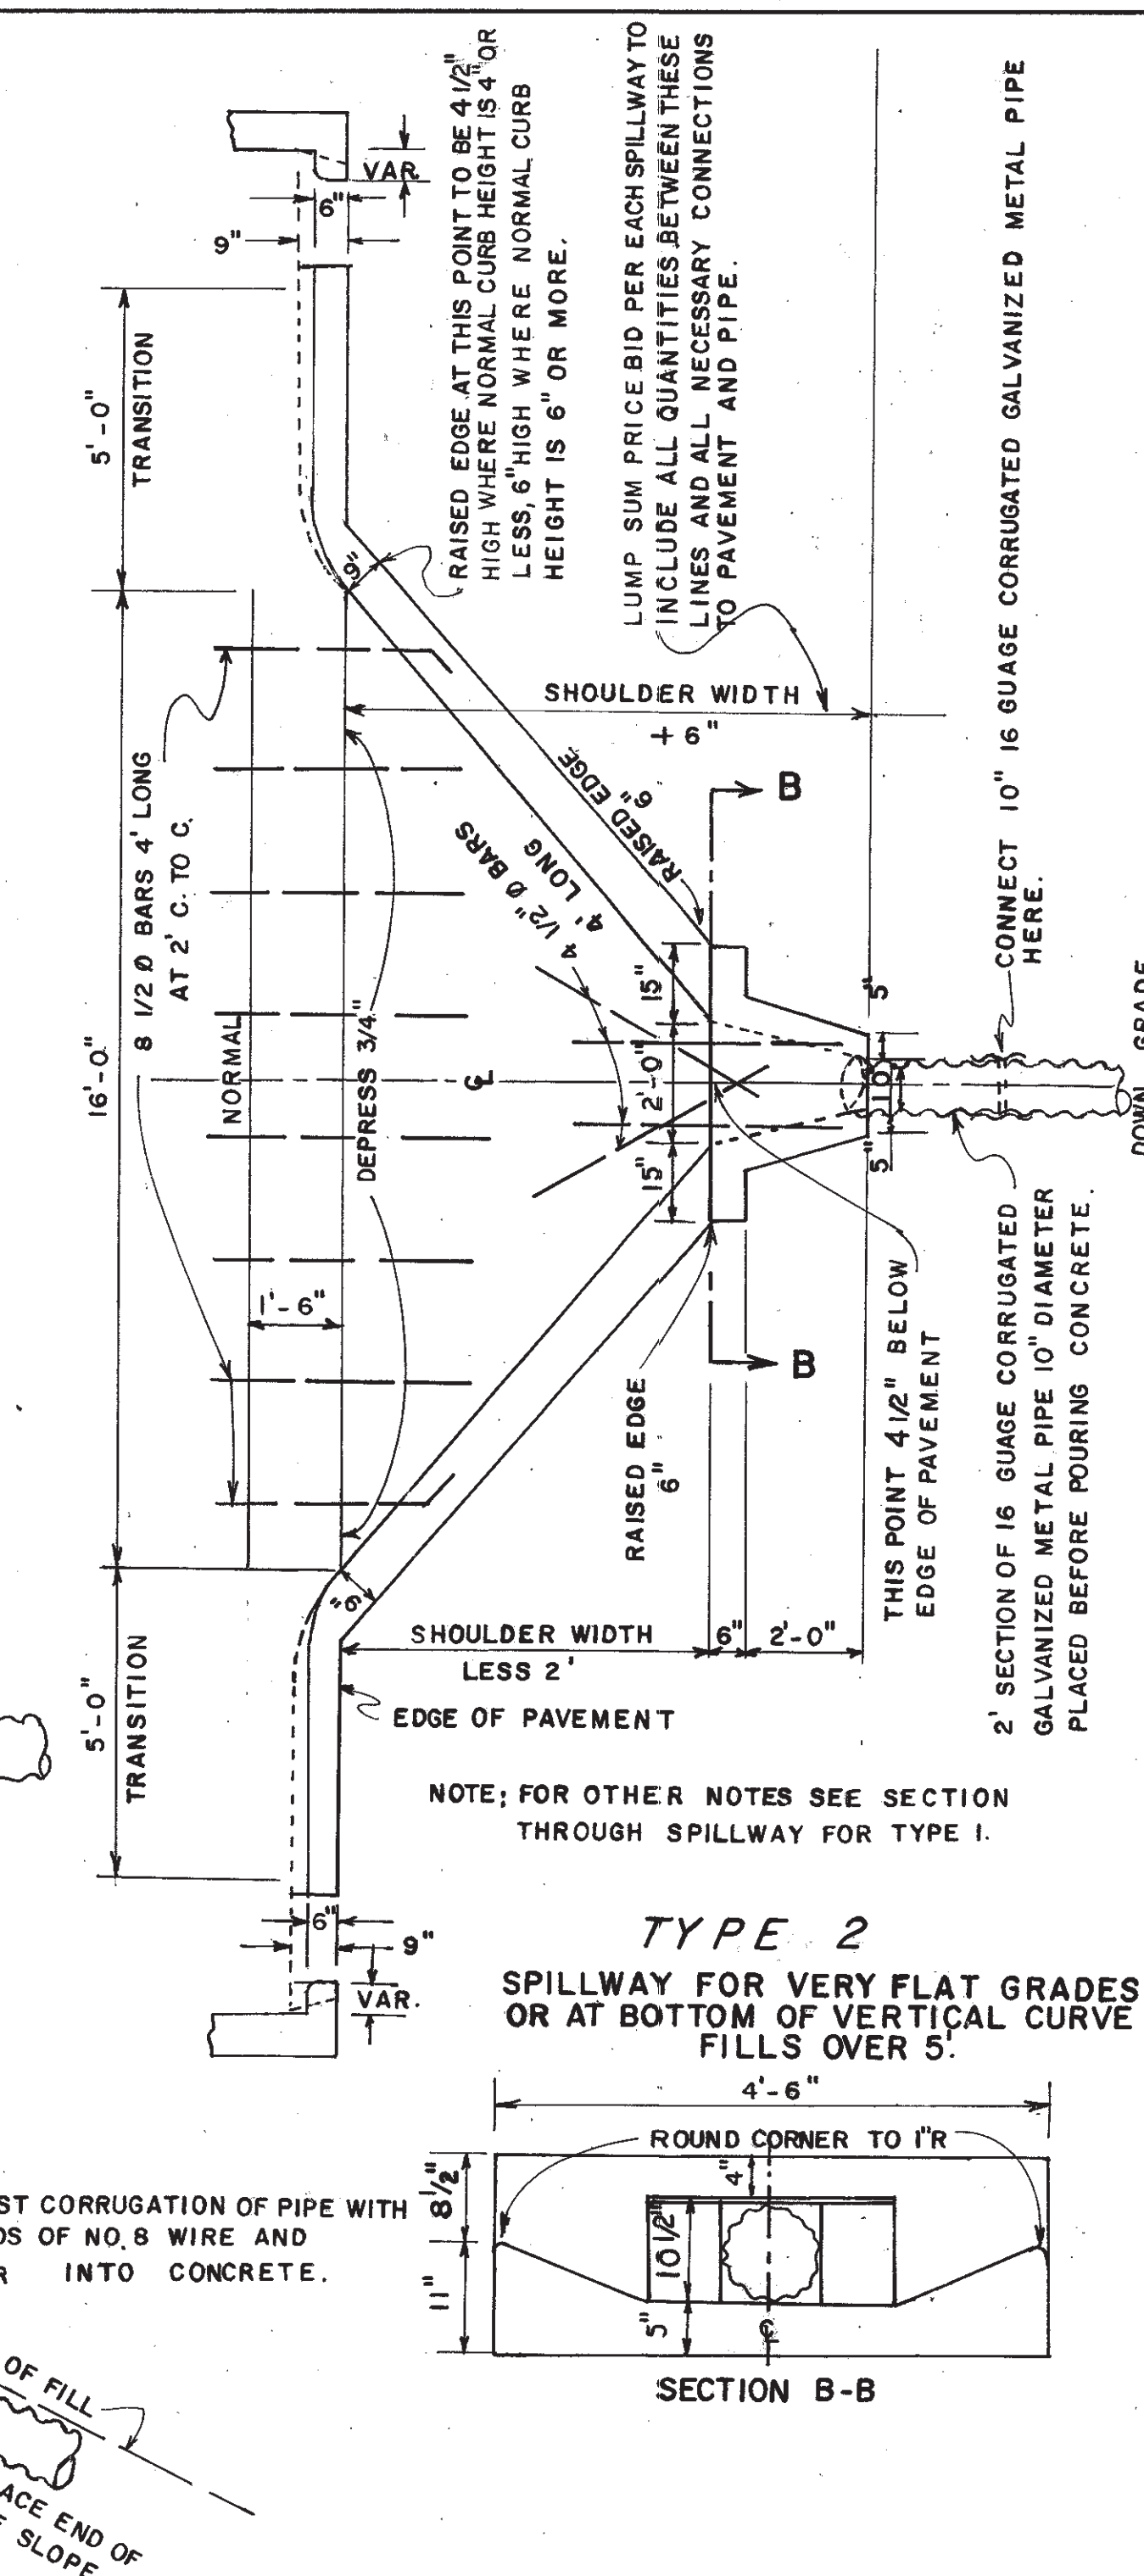 RAISED EDGE AT THIS POINT TO BE 4 1/2"
HIGH WHERE NORMAL CURB HEIGHT IS 4" OR
LESS, 6" HIGH WHERE NORMAL CURB
HEIGHT IS 6" OR MORE.
LUMP SUM PRICE BID PER EACH SPILLWAY TO
INCLUDE ALL QUANTITIES BETWEEN THESE
LINES AND ALL NECESSARY CONNECTIONS
TO PAVEMENT AND PIPE.
CONNECT 10" 16 GUAGE CORRUGATED GALVANIZED METAL PIPE
HERE.
VAR.
6"
9"
5'-0"
TRANSITION
9"
SHOULDER WIDTH
+ 6"
8 1/2 Ø BARS 4' LONG
AT 2' C. TO C.
16'-0"
NORMAL
DEPRESS 3/4"
4 1/2" Ø BARS
4' LONG
RAISED EDGE
6"
B
15"
2'-0"
15"
5"
10"
5"
℄
DOWN GRADE
1'-6"
B
RAISED EDGE
6"
THIS POINT 4 1/2" BELOW
EDGE OF PAVEMENT
2' SECTION OF 16 GUAGE CORRUGATED
GALVANIZED METAL PIPE 10" DIAMETER
PLACED BEFORE POURING CONCRETE.
9"
SHOULDER WIDTH
LESS 2'
6"
2'-0"
5'-0"
TRANSITION
EDGE OF PAVEMENT
NOTE; FOR OTHER NOTES SEE SECTION
THROUGH SPILLWAY FOR TYPE 1.
6"
9"
VAR.
TYPE 2
SPILLWAY FOR VERY FLAT GRADES
OR AT BOTTOM OF VERTICAL CURVE
FILLS OVER 5'.
4'-6"
ROUND CORNER TO 1"R
8 1/2"
11"
4"
10 1/2"
5"
℄
SECTION B-B
ST CORRUGATION OF PIPE WITH
DS OF NO. 8 WIRE AND
R INTO CONCRETE.
OF FILL
ACE END OF
SLOPE